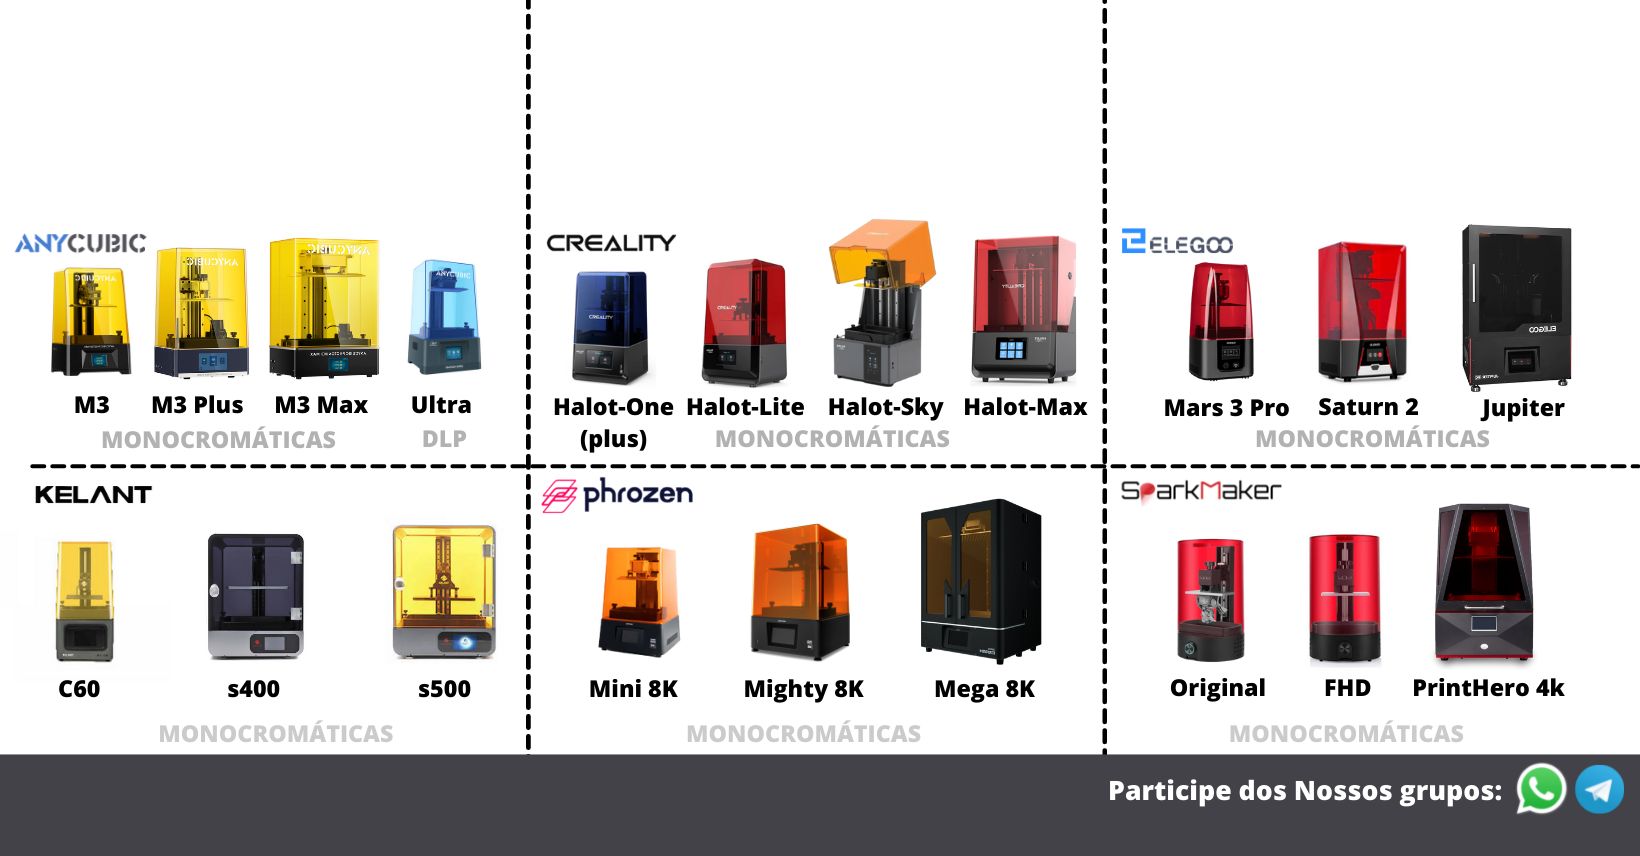 ANYCUBIC
M3
M3 Plus
M3 Max
Ultra
MONOCROMÁTICAS
DLP
CREALITY
Halot-One
(plus)
Halot-Lite
Halot-Sky
Halot-Max
MONOCROMÁTICAS
ELEGOO
Mars 3 Pro
Saturn 2
Jupiter
MONOCROMÁTICAS
KELANT
C60
s400
s500
MONOCROMÁTICAS
phrozen
Mini 8K
Mighty 8K
Mega 8K
MONOCROMÁTICAS
SparkMaker
Original
FHD
PrintHero 4k
MONOCROMÁTICAS
Participe dos Nossos grupos: